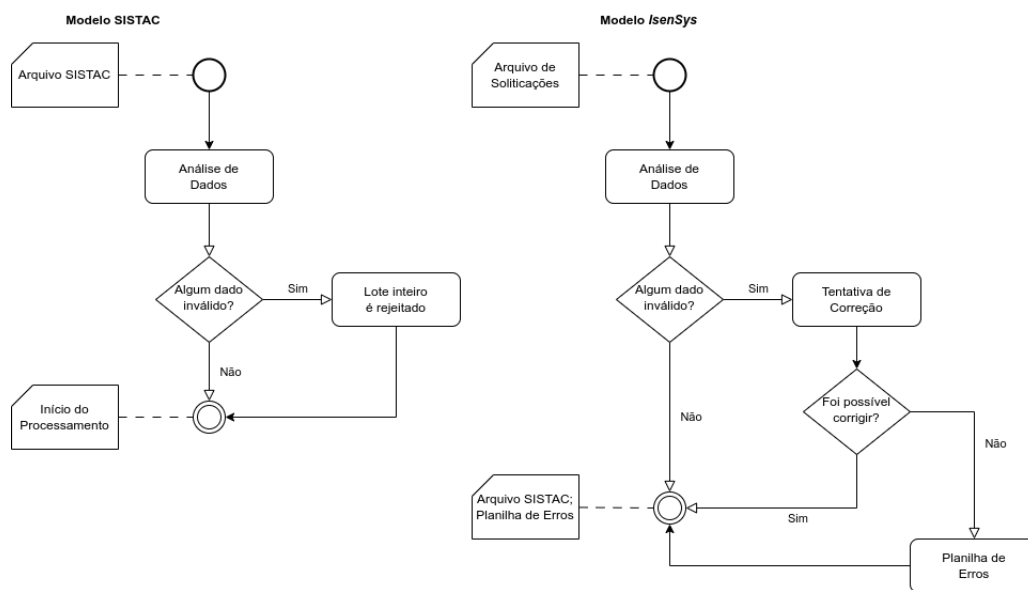 Modelo SISTAC
Arquivo SISTAC
Análise de
Dados
Algum dado
inválido?
Sim
Lote inteiro
é rejeitado
Não
Início do
Processamento
Modelo IsenSys
Arquivo de
Soliticações
Análise de
Dados
Algum dado
inválido?
Sim
Tentativa de
Correção
Foi possível
corrigir?
Não
Não
Sim
Arquivo SISTAC;
Planilha de Erros
Planilha de
Erros